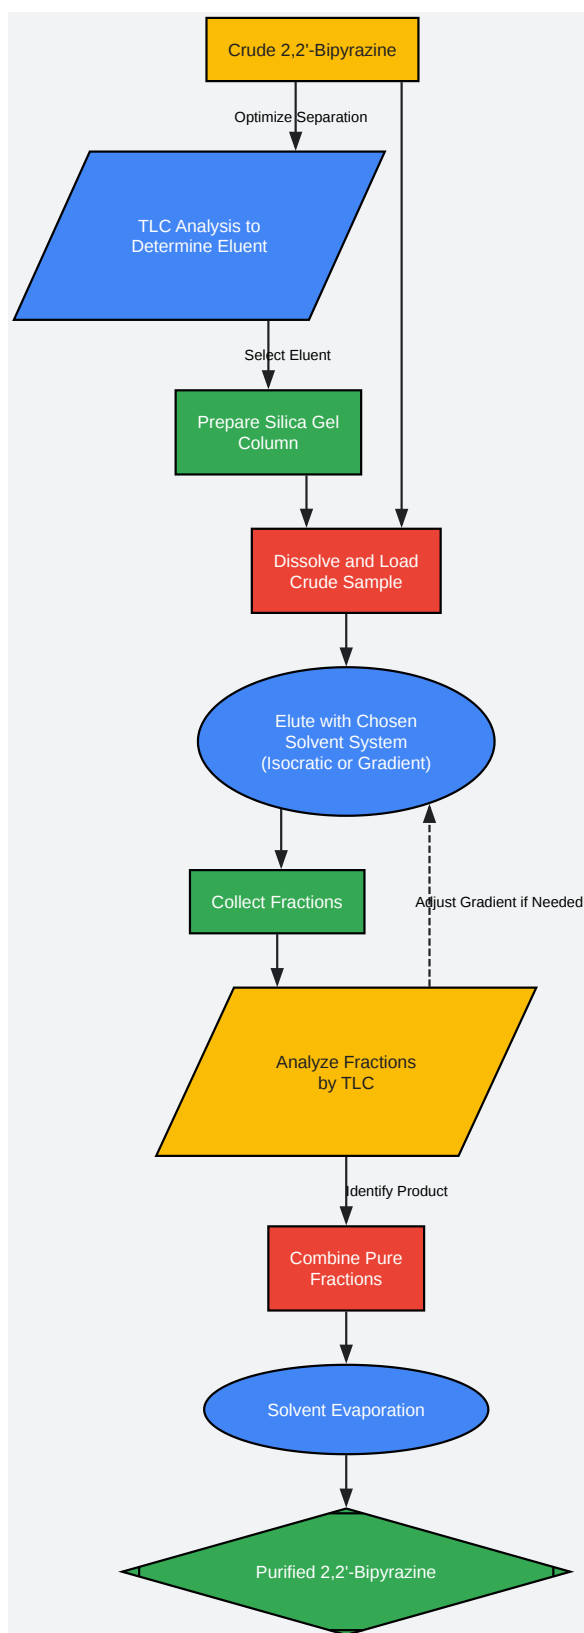 Crude 2,2'-Bipyrazine
Optimize Separation
TLC Analysis to
Determine Eluent
Select Eluent
Prepare Silica Gel
Column
Dissolve and Load
Crude Sample
Elute with Chosen
Solvent System
(Isocratic or Gradient)
Collect Fractions
Adjust Gradient if Needed
Analyze Fractions
by TLC
Identify Product
Combine Pure
Fractions
Solvent Evaporation
Purified 2,2'-Bipyrazine